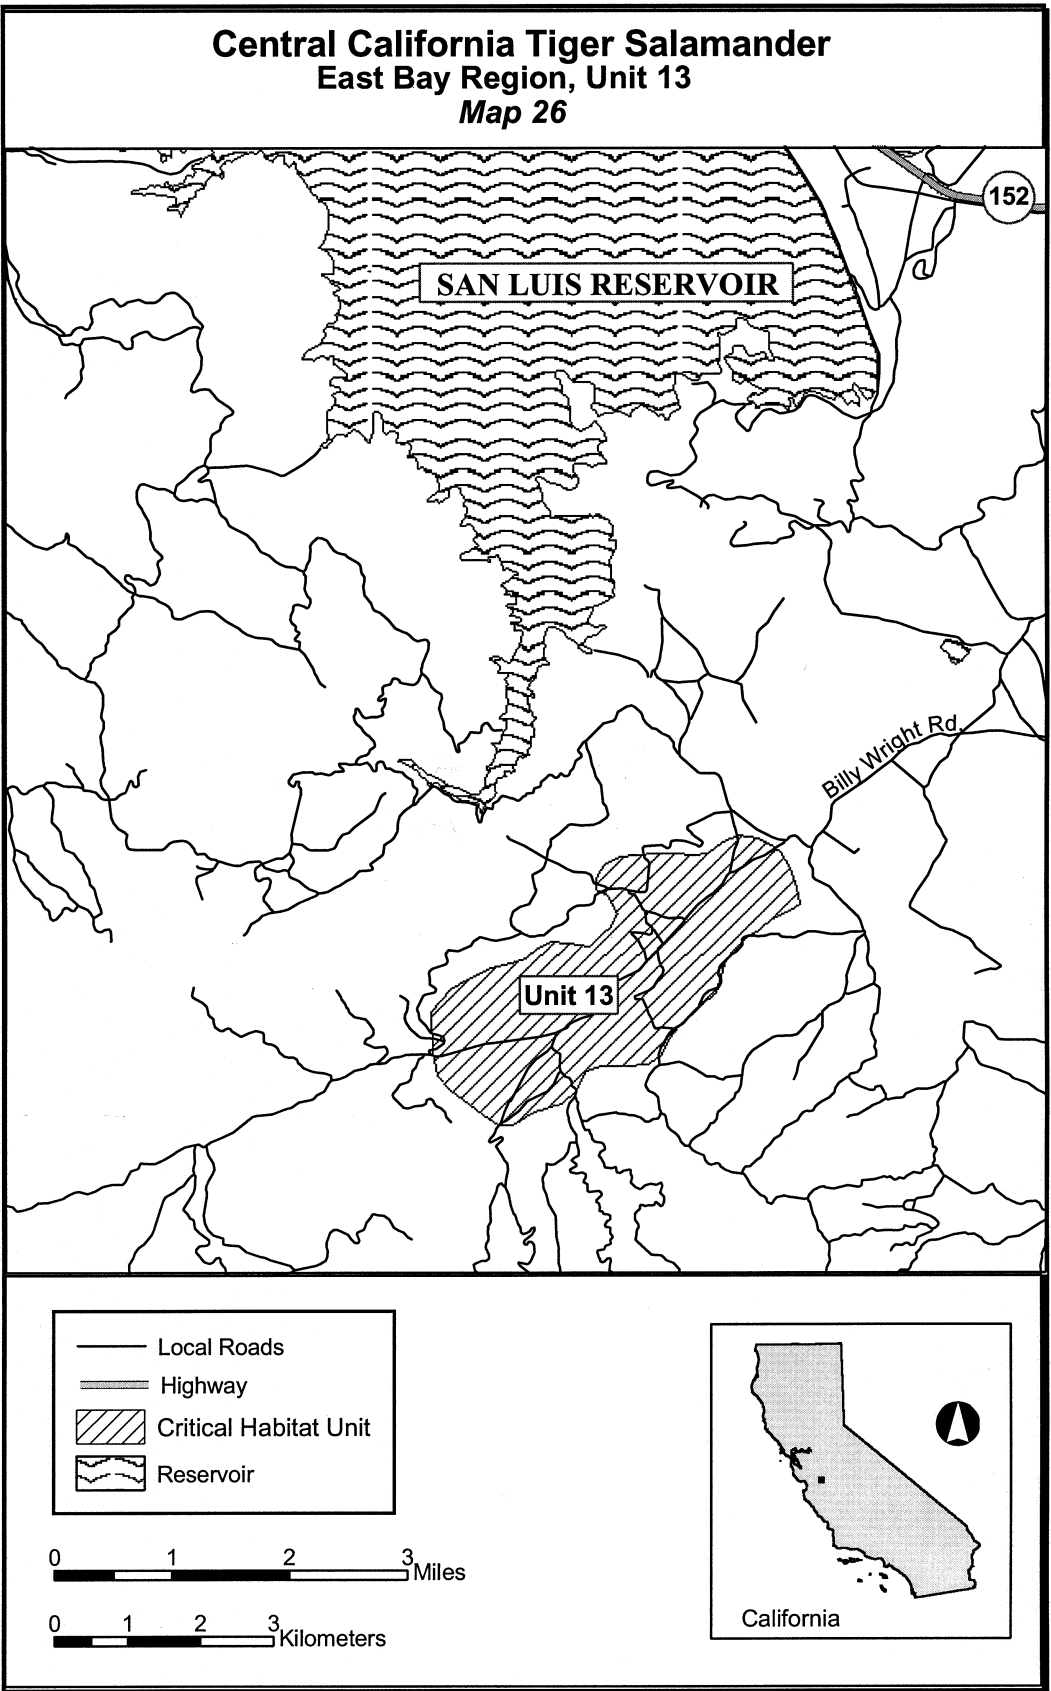 Central California Tiger Salamander
East Bay Region, Unit 13
Map 26
152
SAN LUIS RESERVOIR
Billy Wright Rd.
Unit 13
Local Roads
Highway
Critical Habitat Unit
Reservoir
0 1 2 3 Miles
0 1 2 3 Kilometers
California